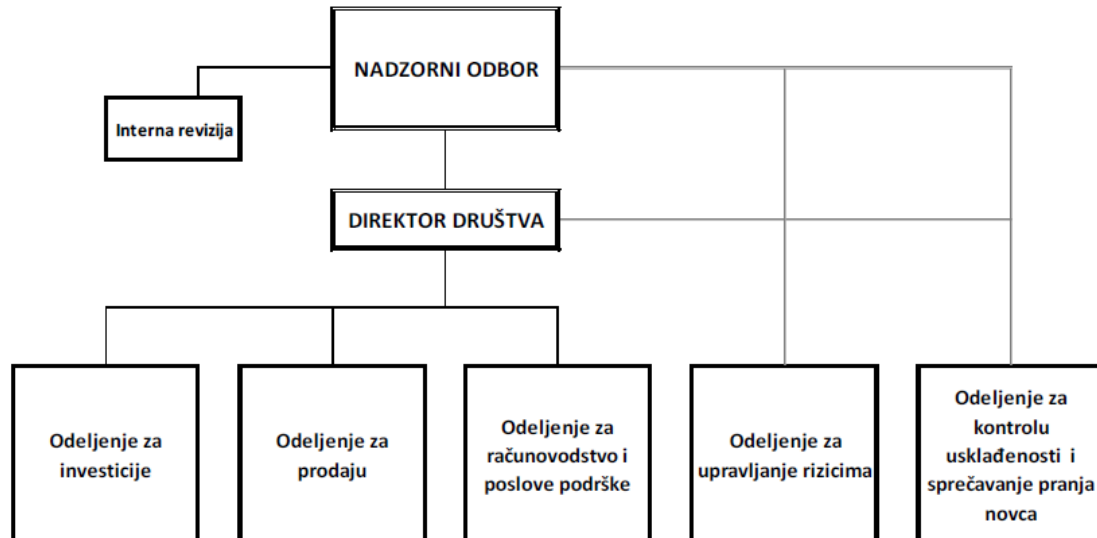 NADZORNI ODBOR
Interna revizija
DIREKTOR DRUŠTVA
Odeljenje za
investicije
Odeljenje za
prodaju
Odeljenje za
računovodstvo i
poslove podrške
Odeljenje za
upravljanje rizicima
Odeljenje za
kontrolu
usklađenosti i
sprečavanje pranja
novca